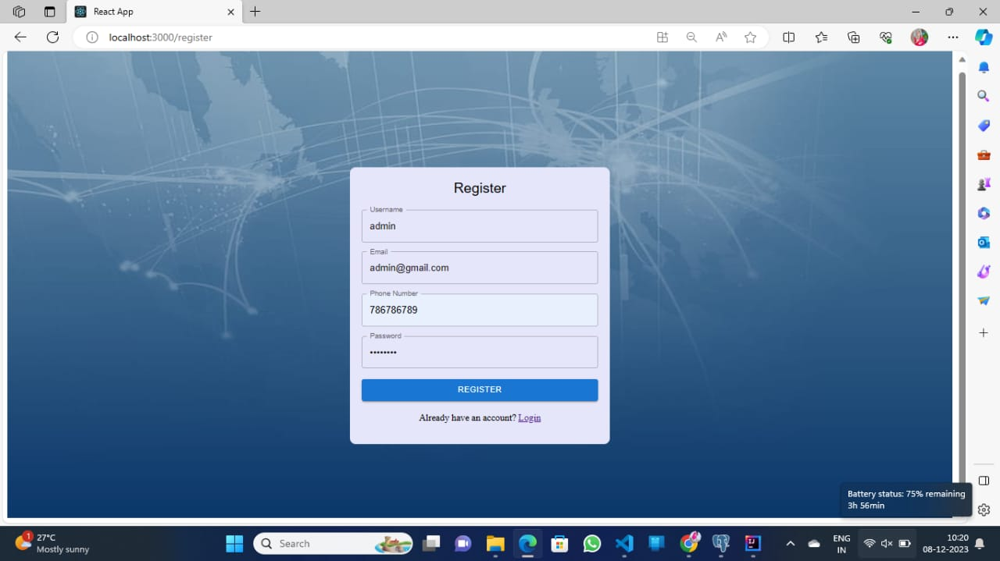 React App
localhost:3000/register
Register
Username
admin
Email
admin@gmail.com
Phone Number
786786789
Password
••••••••
REGISTER
Already have an account? Login
Battery status: 75% remaining
3h 56min
1
27°C
Mostly sunny
Search
ENG
IN
10:20
08-12-2023